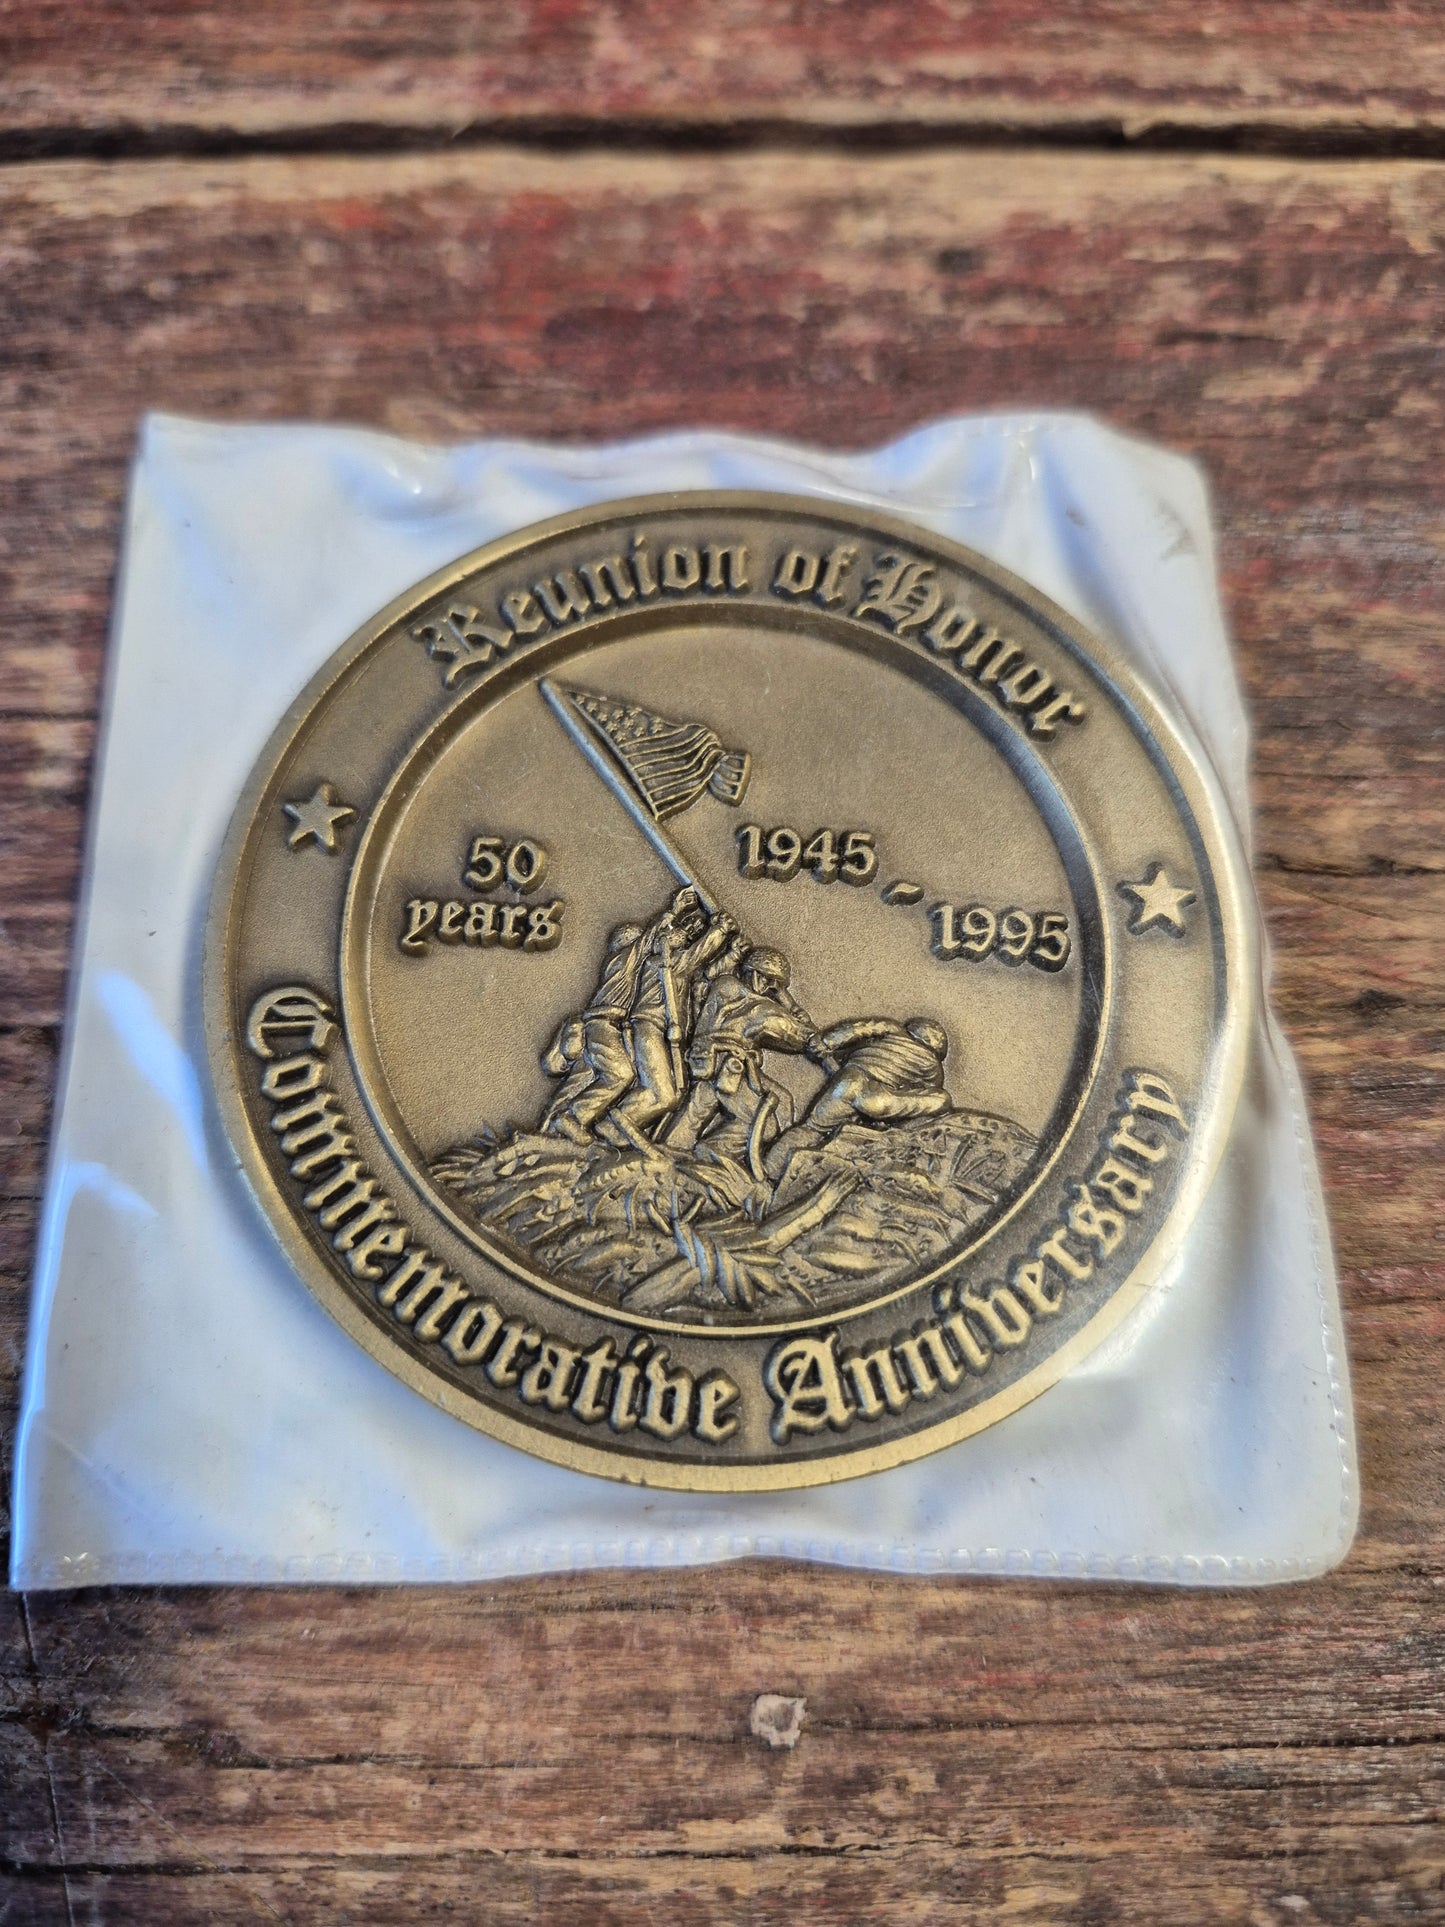 Reunion of Honor
50
years
1945 - 1995
Commemorative Anniversary